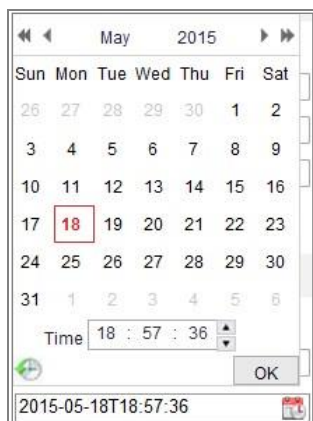 May 2015
Sun Mon Tue Wed Thu Fri Sat
26 27 28 29 30 1 2
3 4 5 6 7 8 9
10 11 12 13 14 15 16
17 18 19 20 21 22 23
24 25 26 27 28 29 30
31 1 2 3 4 5 6
Time 18 : 57 : 36
OK
2015-05-18T18:57:36